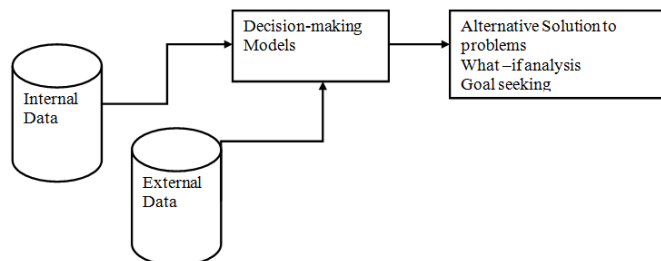 Decision-making
Models
Alternative Solution to
problems
What –if analysis
Goal seeking
Internal
Data
External
Data